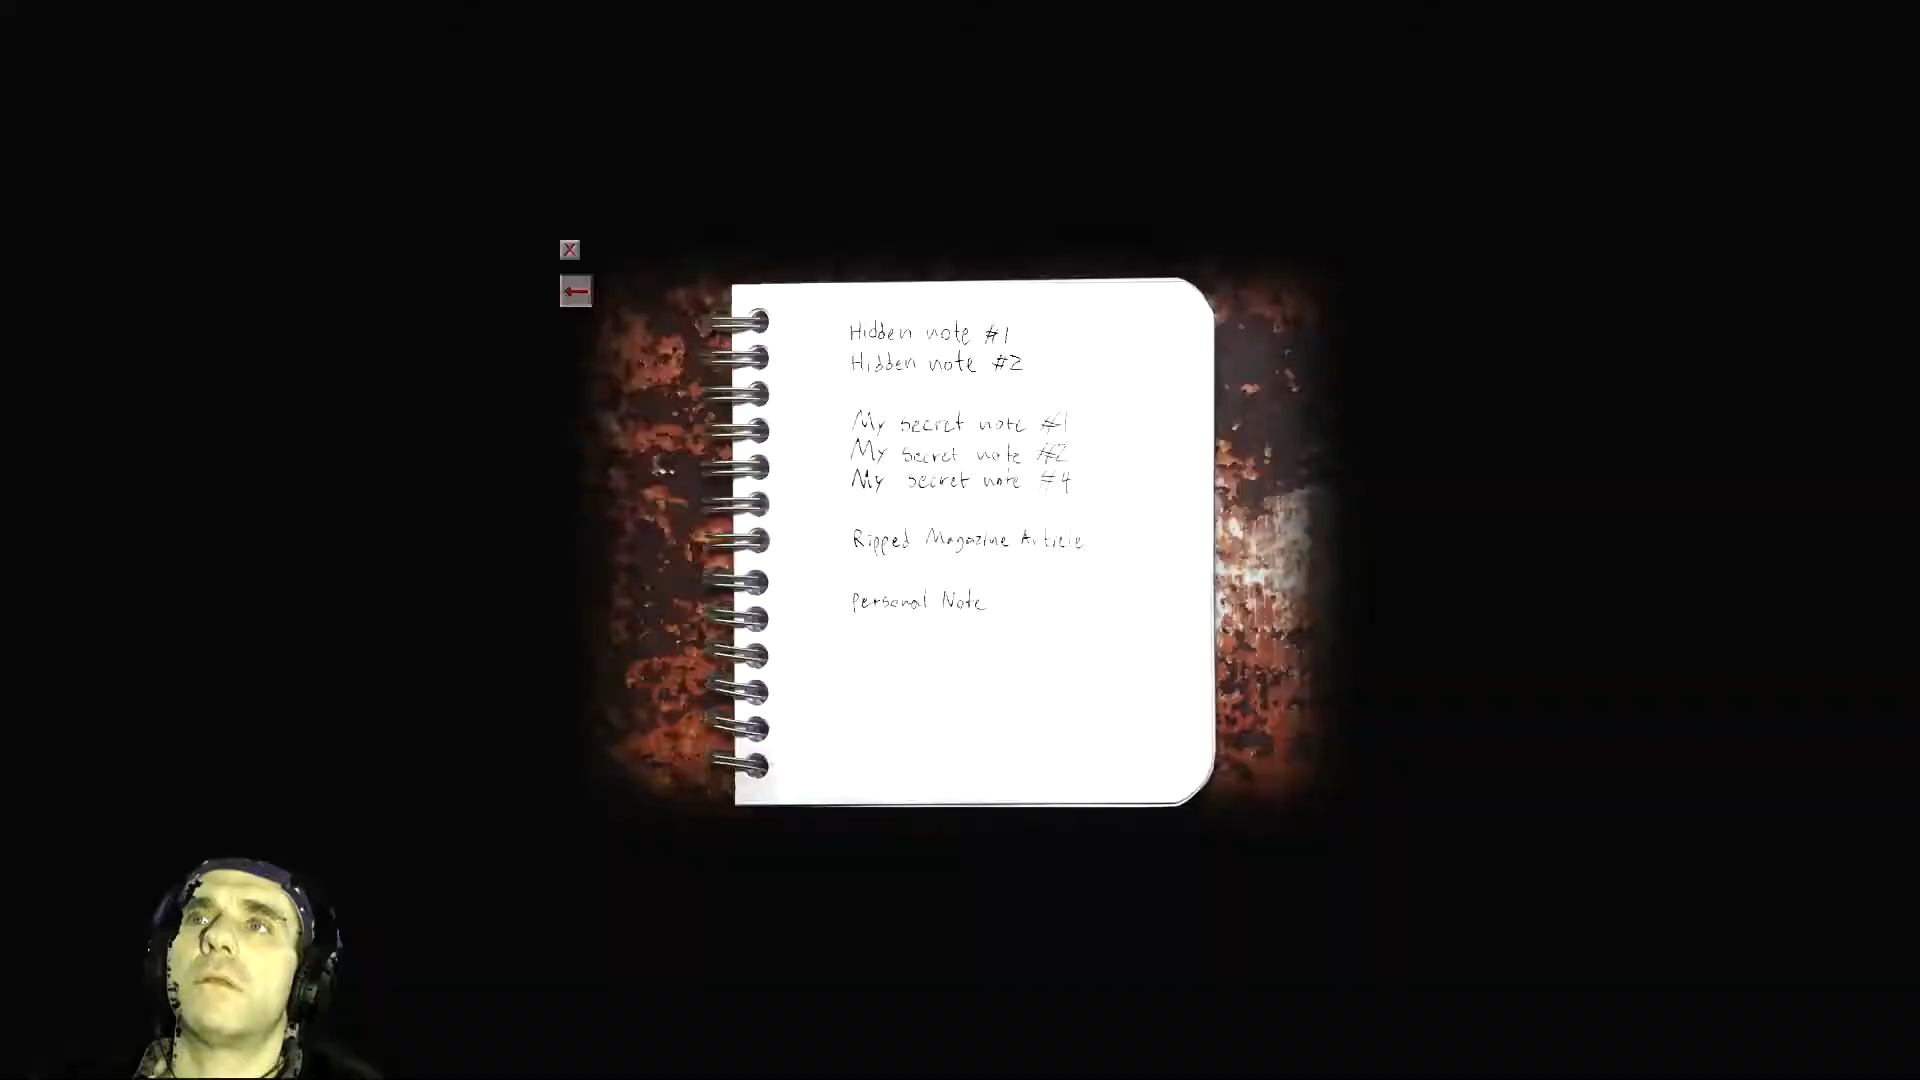 Hidden note #1
Hidden note #2
My secret note #1
My secret note #2
My secret note #4
Ripped Magazine Article
Personal Note